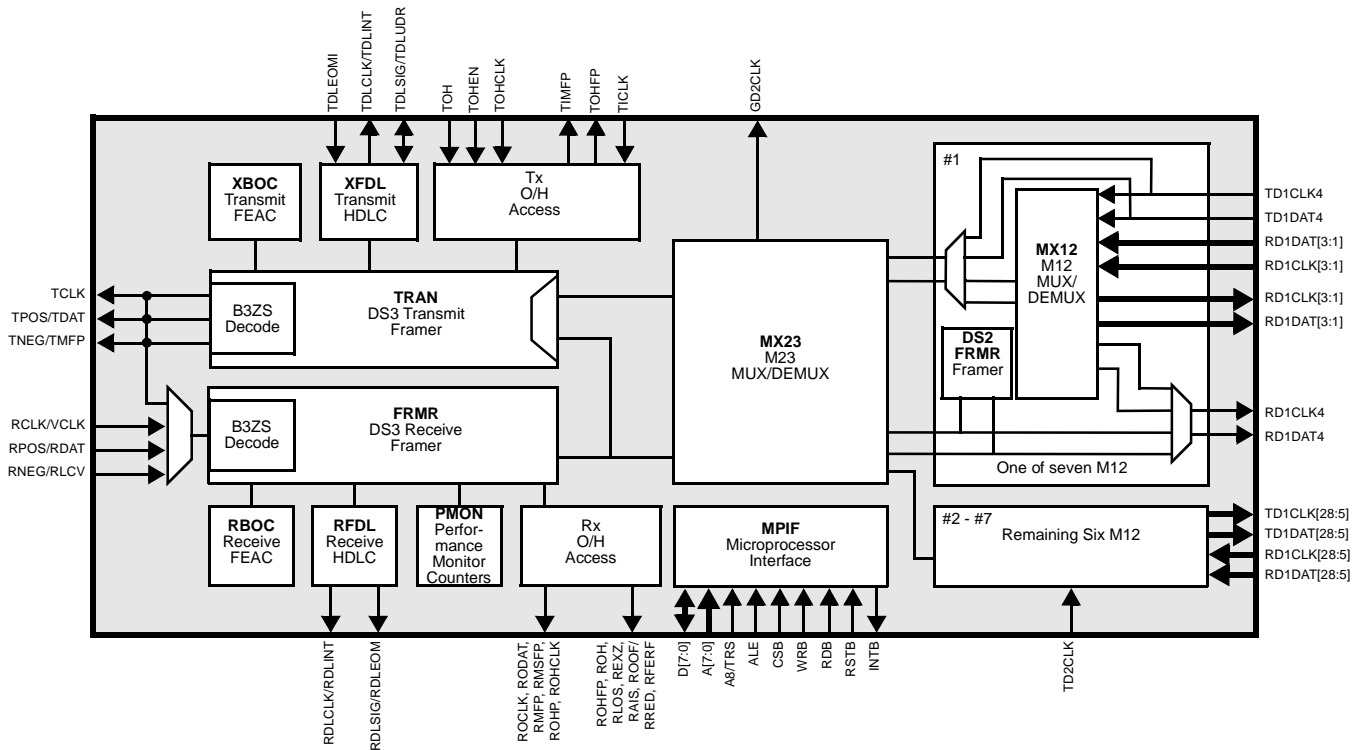 TDLEOMI
TDLCLK/TDLINT
TDLSIG/TDLUDR
TOH
TOHEN
TOHCLK
TIMFP
TOHFP
TICLK
GD2CLK
XBOC
Transmit
FEAC
XFDL
Transmit
HDLC
Tx
O/H
Access
#1
MX12
M12
MUX/
DEMUX
DS2
FRMR
Framer
One of seven M12
TD1CLK4
TD1DAT4
RD1DAT[3:1]
RD1CLK[3:1]
RD1CLK[3:1]
RD1DAT[3:1]
RD1CLK4
RD1DAT4
TCLK
TPOS/TDAT
TNEG/TMFP
B3ZS
Decode
TRAN
DS3 Transmit
Framer
MX23
M23
MUX/DEMUX
RCLK/VCLK
RPOS/RDAT
RNEG/RLCV
B3ZS
Decode
FRMR
DS3 Receive
Framer
RBOC
Receive
FEAC
RFDL
Receive
HDLC
PMON
Perfor-
mance
Monitor
Counters
Rx
O/H
Access
MPIF
Microprocessor
Interface
#2 - #7
Remaining Six M12
TD1CLK[28:5]
TD1DAT[28:5]
RD1CLK[28:5]
RD1DAT[28:5]
RDLCLK/RDLINT
RDLSIG/RDLEOM
ROCLK, RODAT,
RMFP, RMSFP,
ROHP, ROHCLK
ROHFP, ROH,
RLOS, REXZ,
RAIS, ROOF/
RRED, RFERF
D[7:0]
A[7:0]
A8/TRS
ALE
CSB
WRB
RDB
RSTB
INTB
TD2CLK